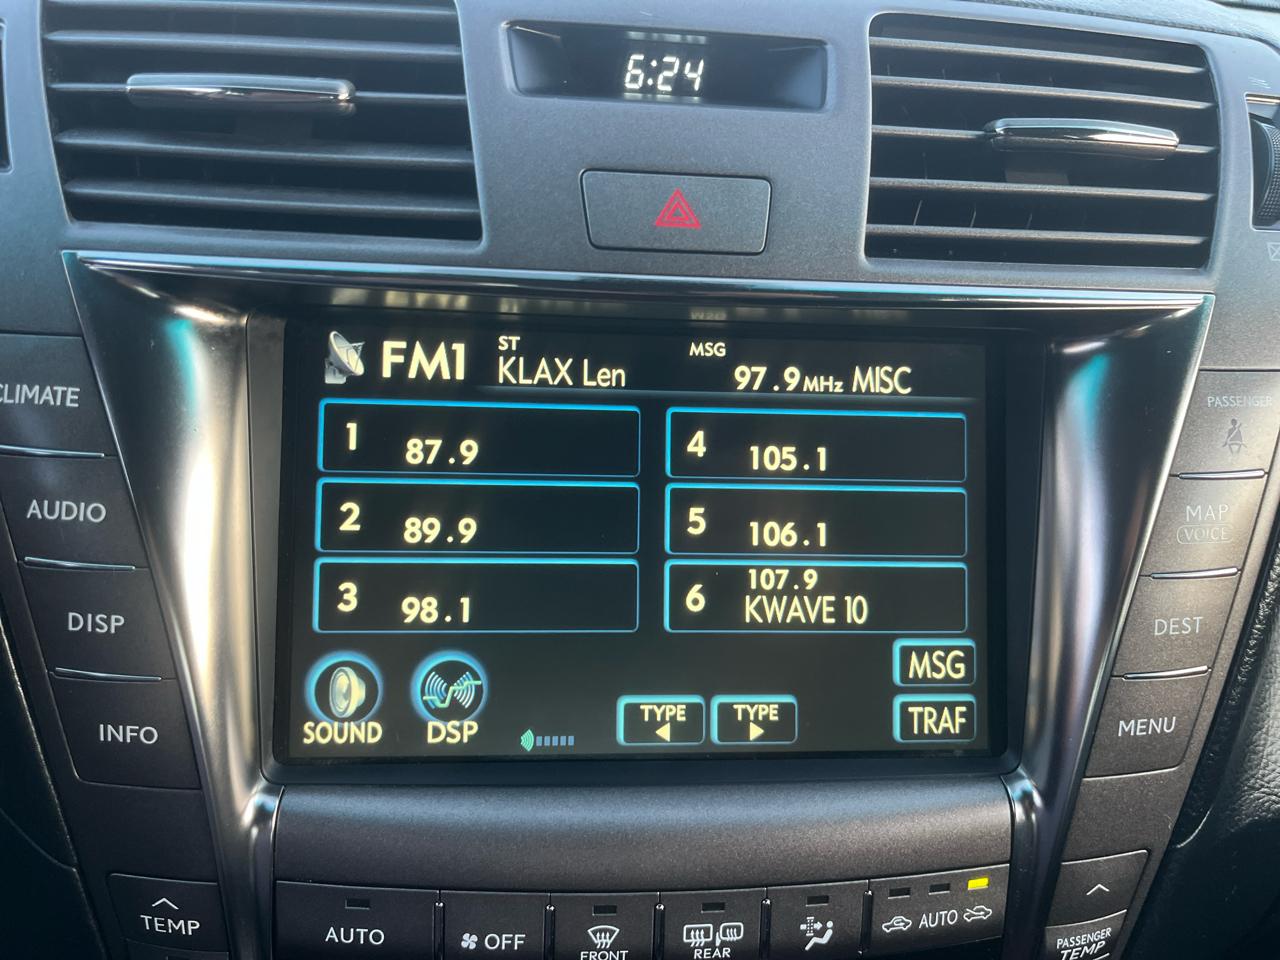 6:24
FM1
ST
KLAX Len
MSG
97.9MHz MISC
1 87.9
2 89.9
3 98.1
4 105.1
5 106.1
6 107.9
KWAVE 10
MSG
TRAF
SOUND
DSP
TYPE
TYPE
CLIMATE
AUDIO
DISP
INFO
PASSENGER
MAP
VOICE
DEST
MENU
TEMP
AUTO
OFF
FRONT
REAR
AUTO
PASSENGER
TEMP